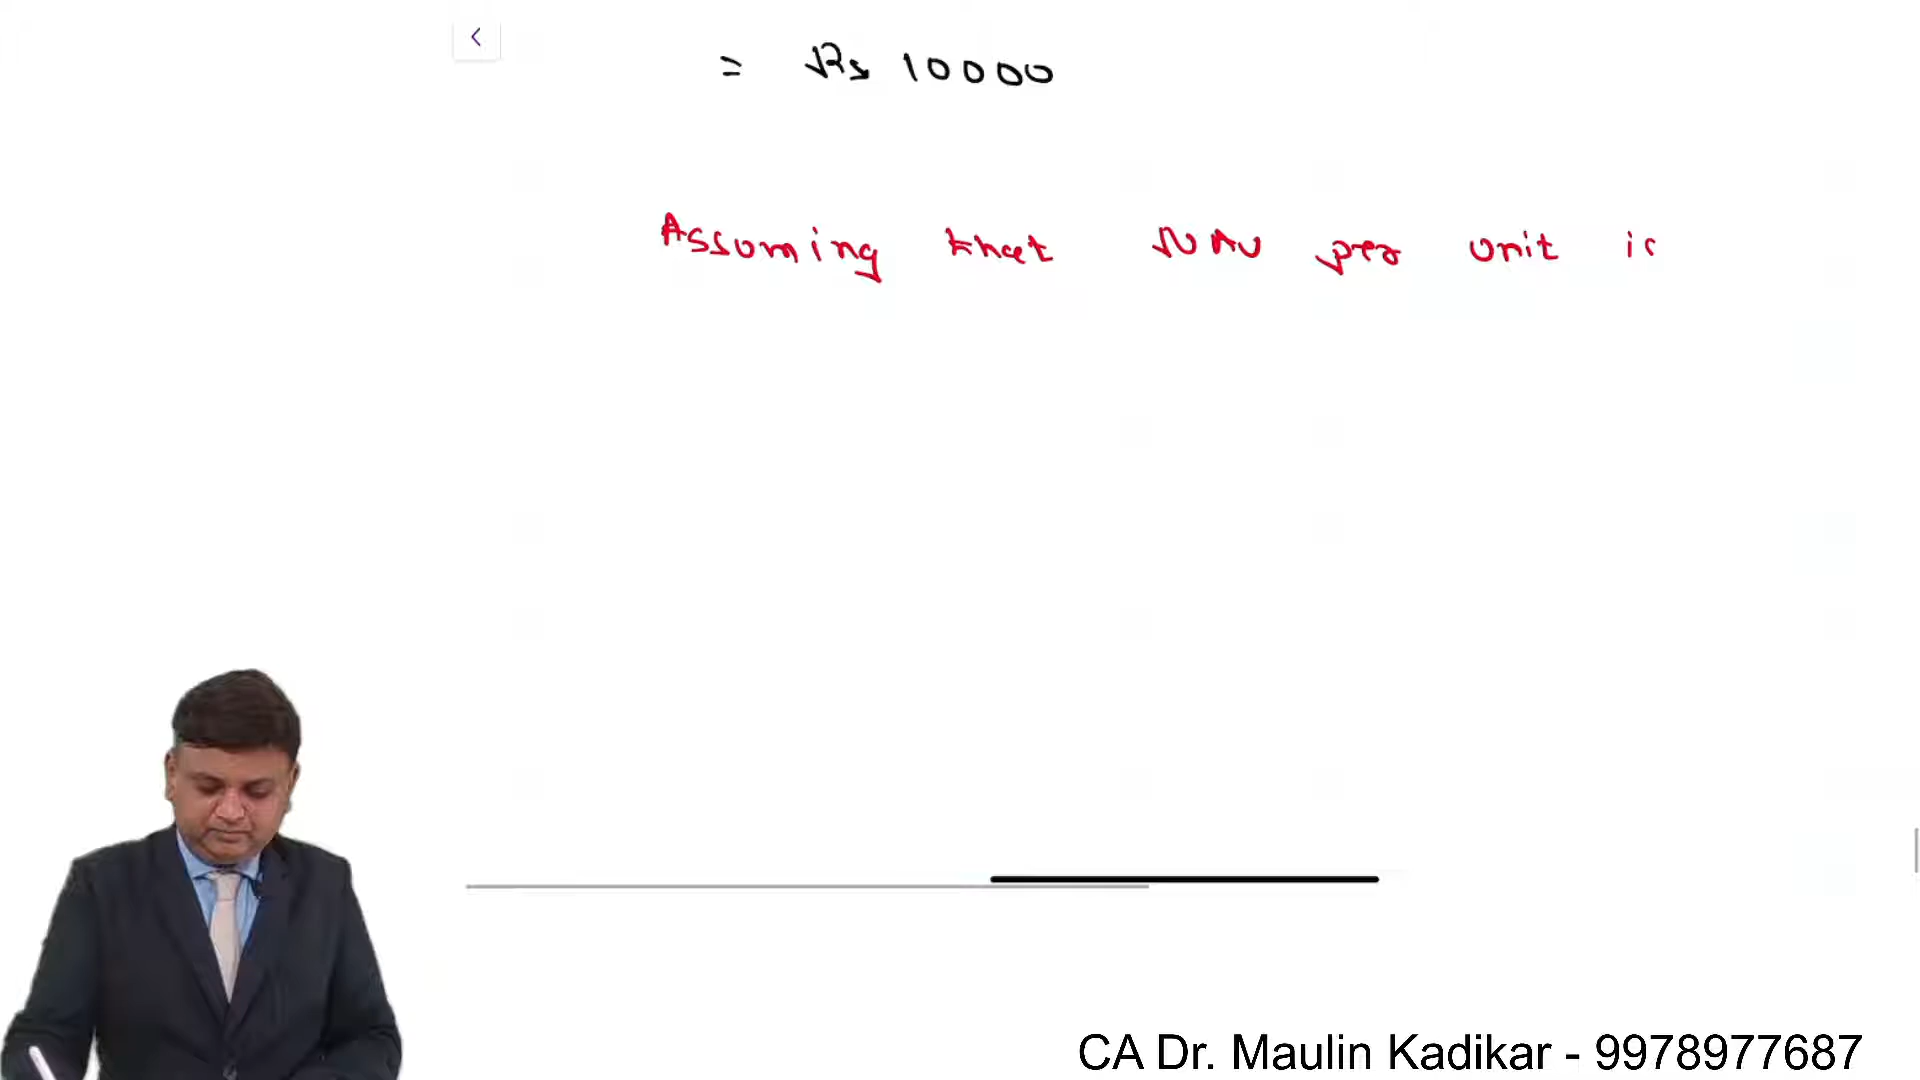 = Rs 10000
Assuming that NAV per unit is
CA Dr. Maulin Kadikar - 9978977687